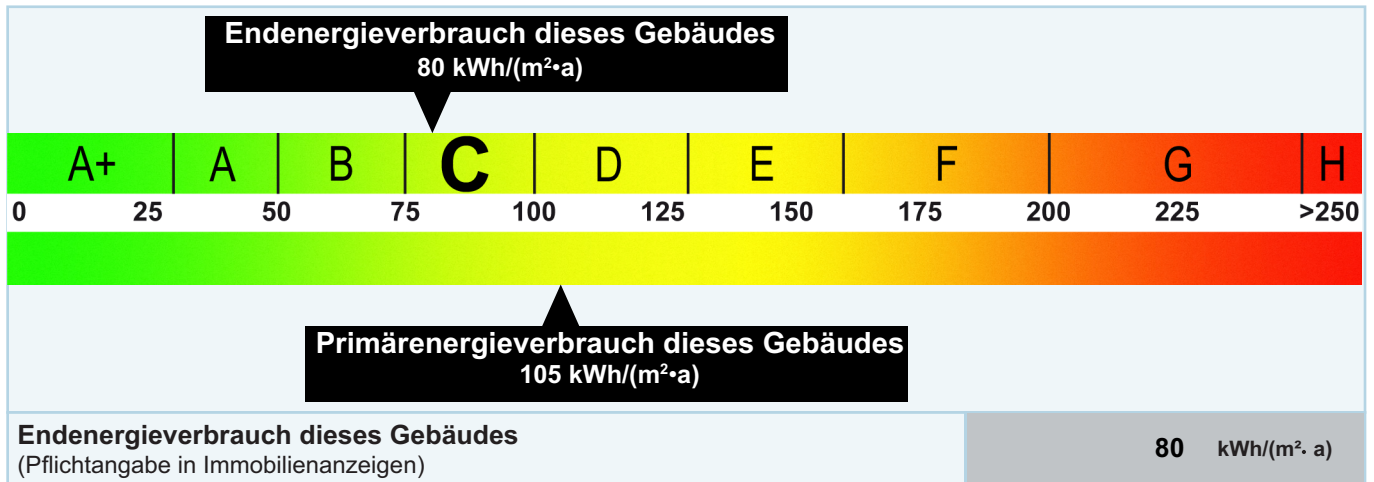 Endenergieverbrauch dieses Gebäudes
80 kWh/(m²•a)
A+ A B C D E F G H
0 25 50 75 100 125 150 175 200 225 >250
Primärenergieverbrauch dieses Gebäudes
105 kWh/(m²•a)
Endenergieverbrauch dieses Gebäudes
(Pflichtangabe in Immobilienanzeigen)
80 kWh/(m²· a)